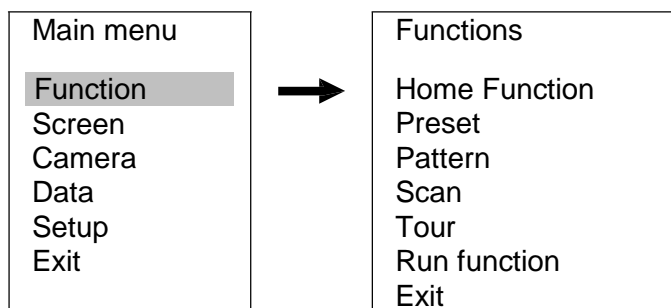 Main menu
Function
Screen
Camera
Data
Setup
Exit
Functions
Home Function
Preset
Pattern
Scan
Tour
Run function
Exit